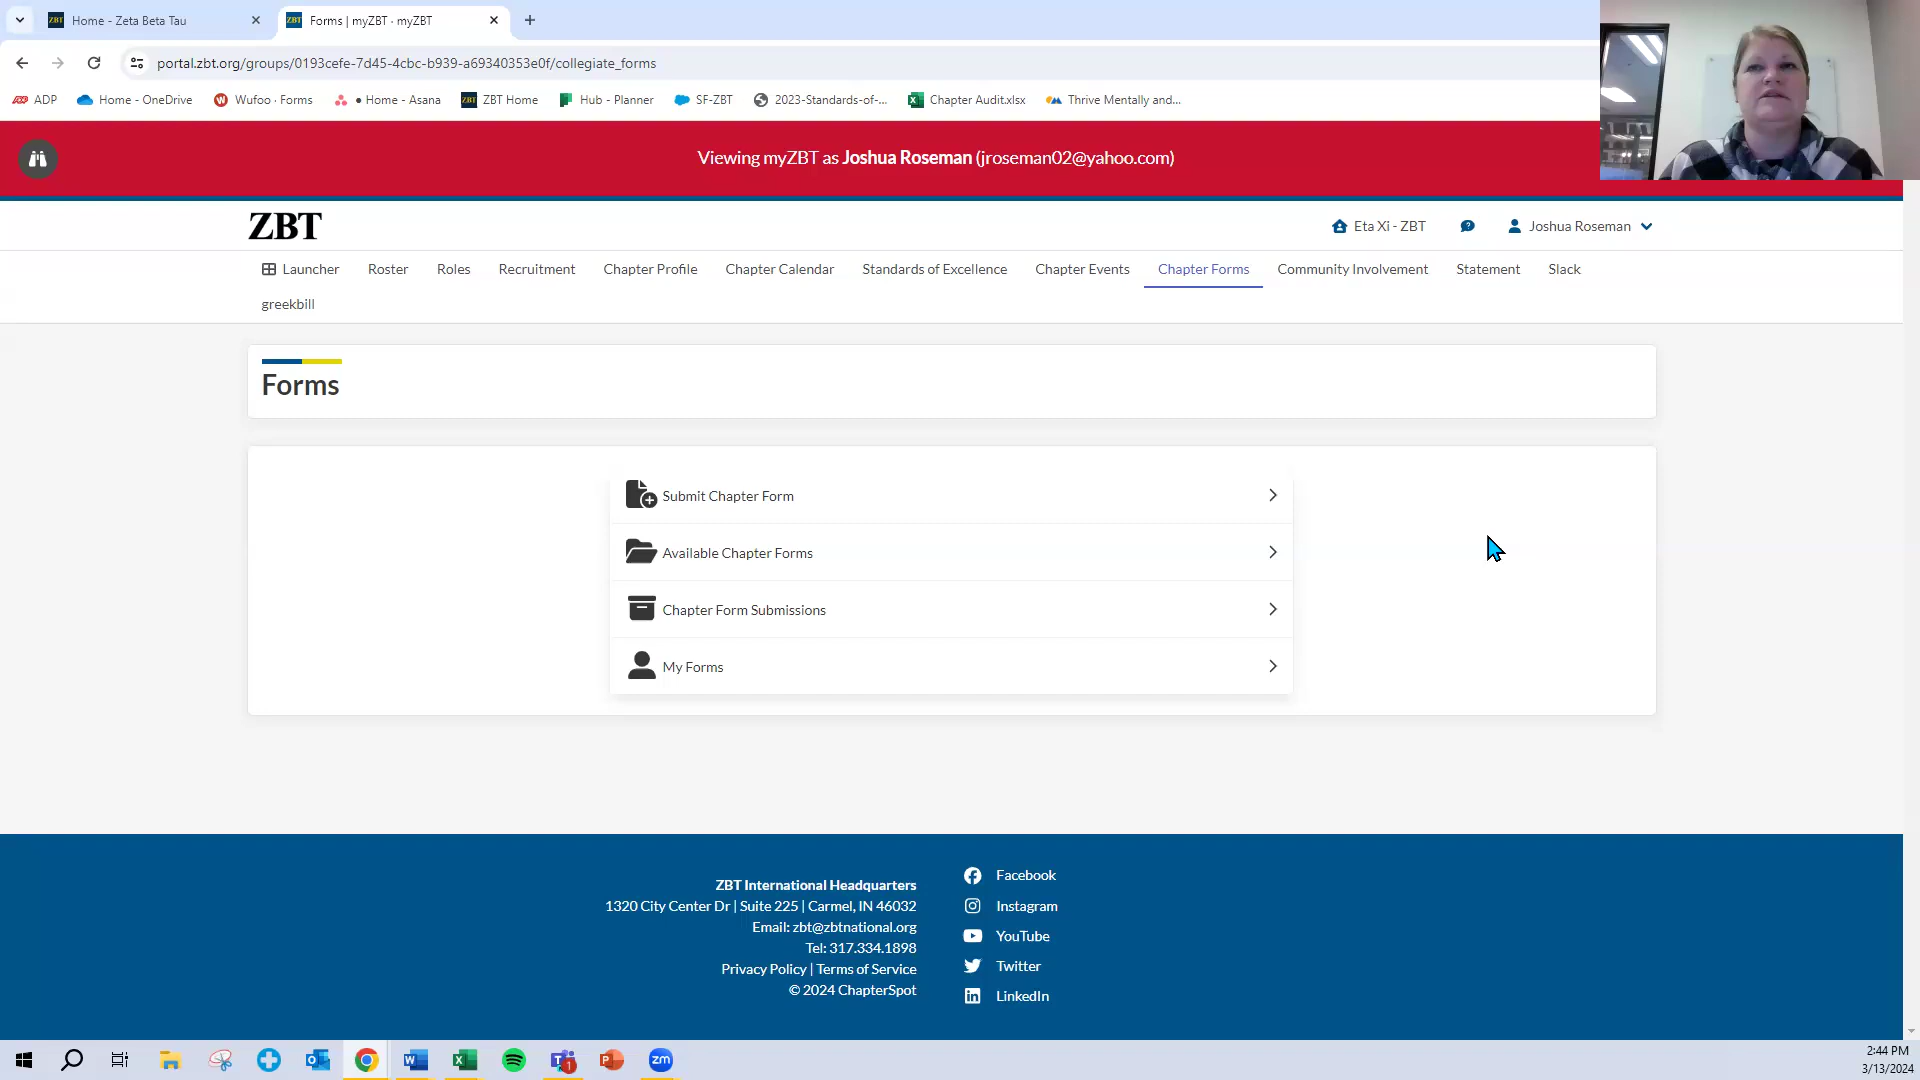 Home - Zeta Beta Tau
Forms | myZBT · myZBT
portal.zbt.org/groups/0193cefe-7d45-4cbc-b939-a69340353e0f/collegiate_forms
ADP Home - OneDrive Wufoo · Forms • Home - Asana ZBT Home Hub - Planner SF-ZBT 2023-Standards-of-... Chapter Audit.xlsx Thrive Mentally and...
Viewing myZBT as Joshua Roseman (jroseman02@yahoo.com)
ZBT
Eta Xi - ZBT Joshua Roseman
Launcher Roster Roles Recruitment Chapter Profile Chapter Calendar Standards of Excellence Chapter Events Chapter Forms Community Involvement Statement Slack
greekbill
Forms
Submit Chapter Form
Available Chapter Forms
Chapter Form Submissions
My Forms
ZBT International Headquarters
1320 City Center Dr | Suite 225 | Carmel, IN 46032
Email: zbt@zbtnational.org
Tel: 317.334.1898
Privacy Policy | Terms of Service
© 2024 ChapterSpot
Facebook
Instagram
YouTube
Twitter
LinkedIn
zm
2:44 PM
3/13/2024